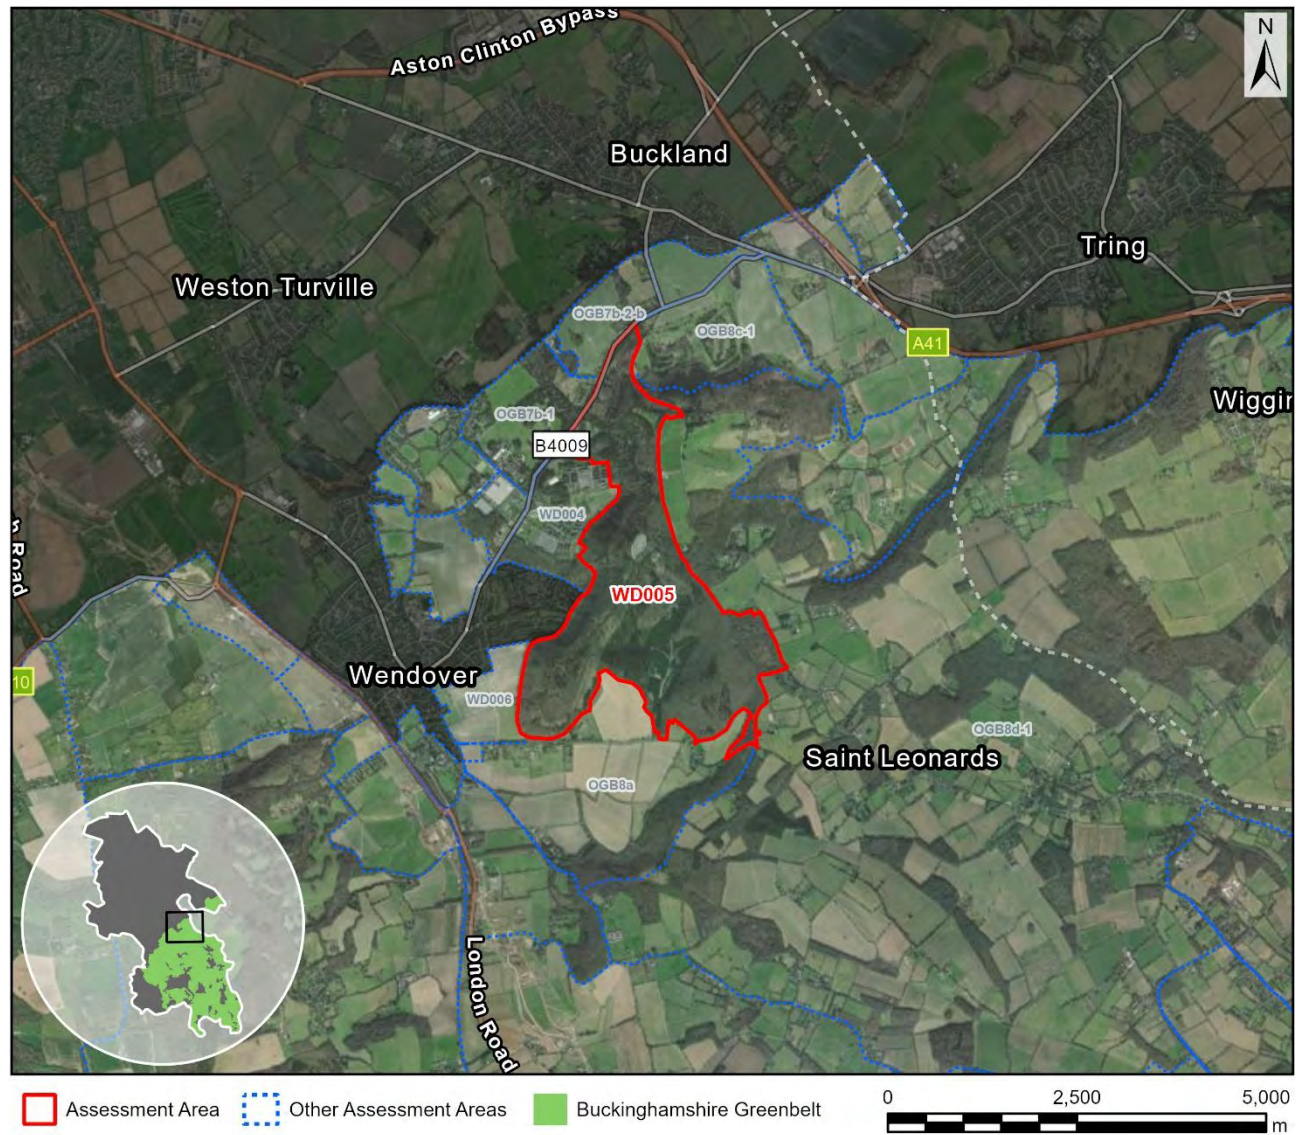 Aston Clinton Bypass
N
Buckland
Tring
Weston Turville
OGB7b-2-b
OGB8c-1
A41
Wiggin
OGB7b-1
B4009
WD004
WD005
Wendover
10
WD006
OGB8d-1
Saint Leonards
OGB8a
London Road
Road
Assessment Area
Other Assessment Areas
Buckinghamshire Greenbelt
0 2,500 5,000
m